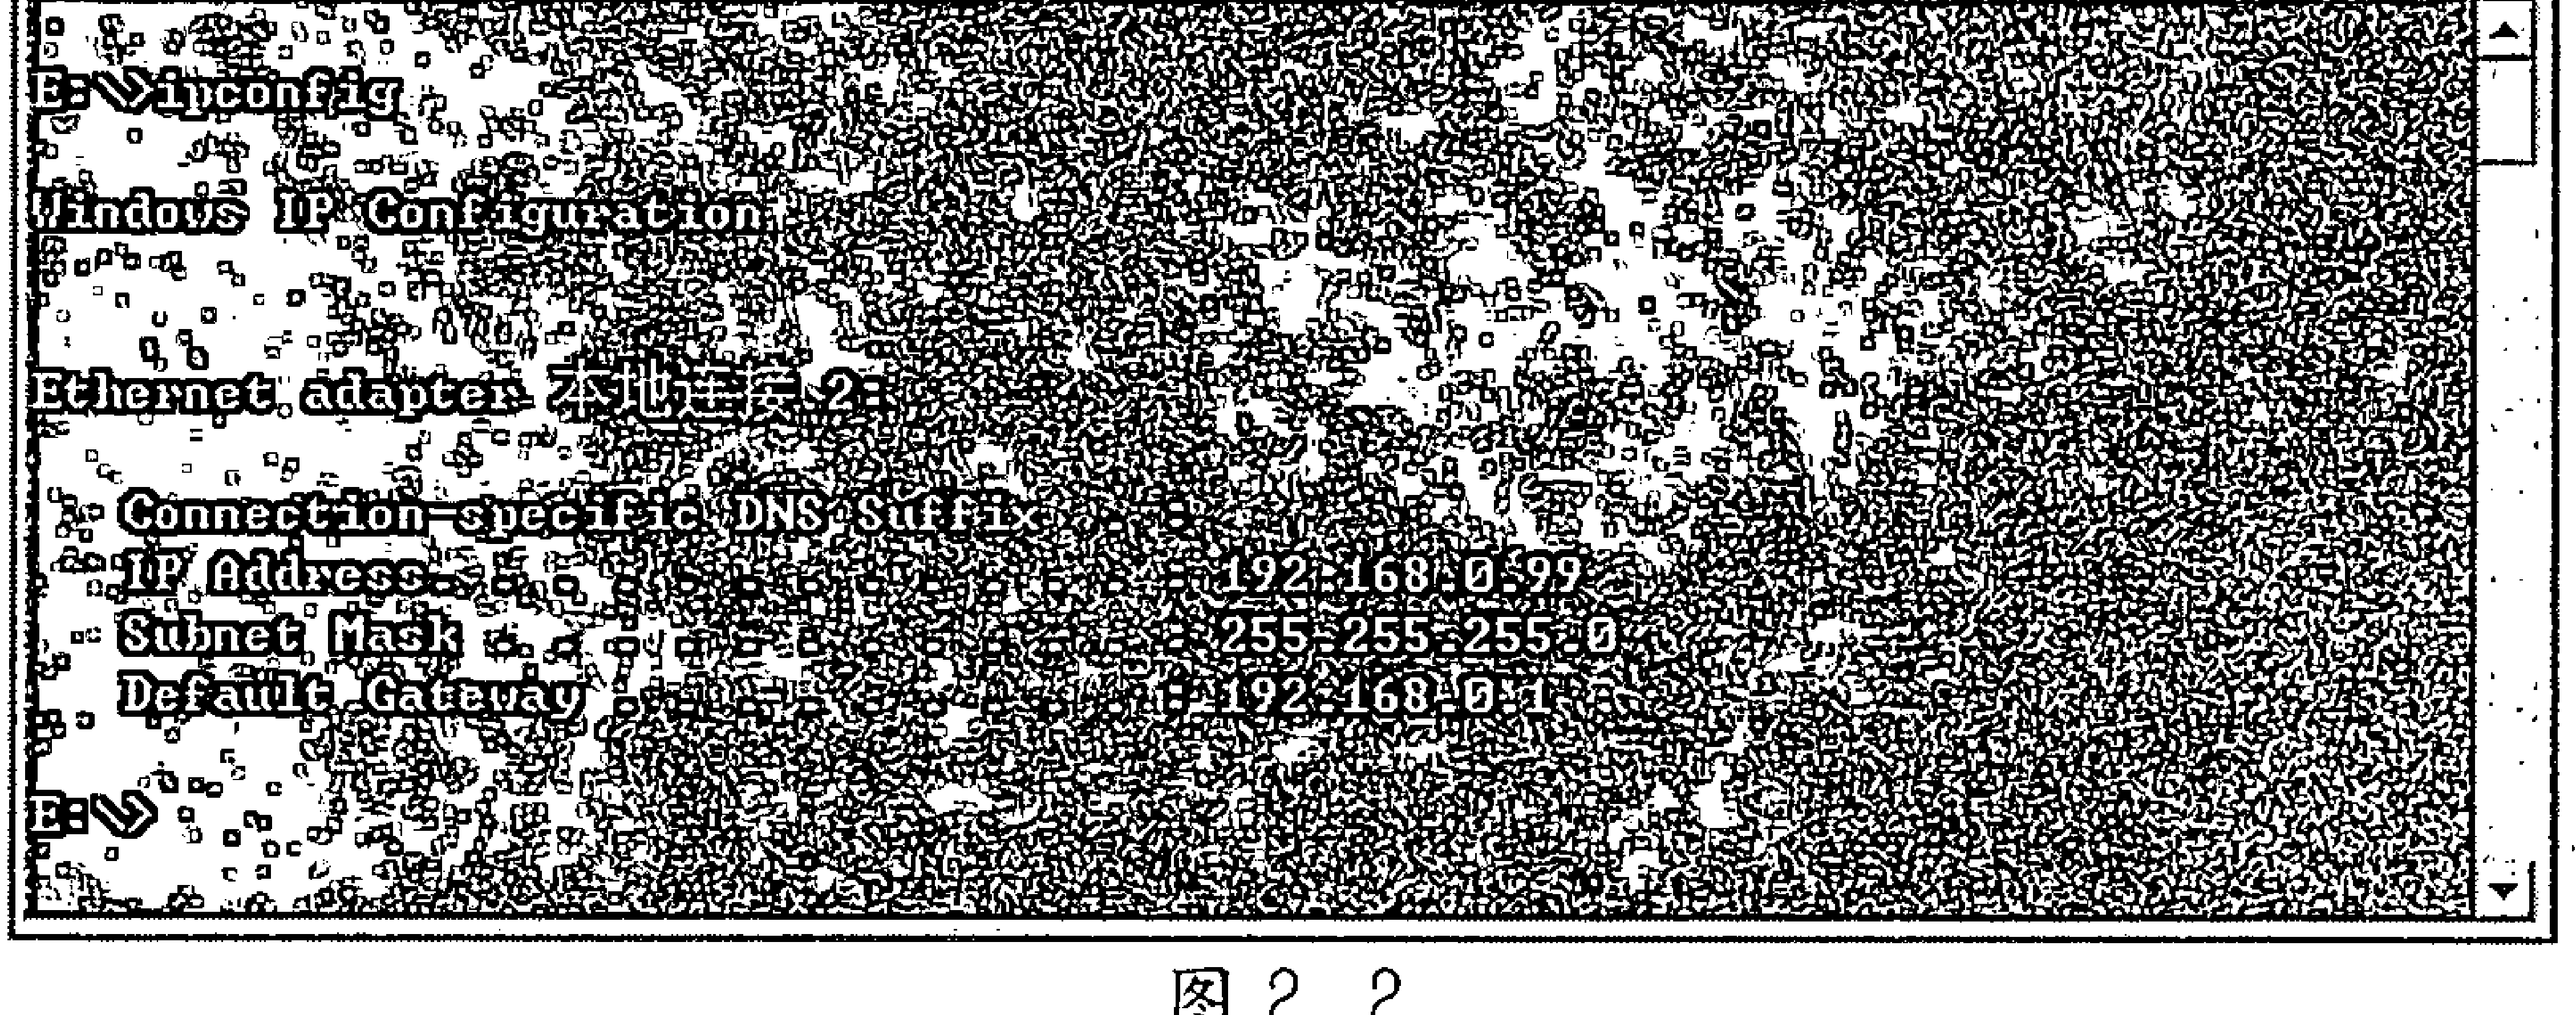 E:\>ipconfig
Windows IP Configuration
Ethernet adapter 本地连接 2:
Connection-specific DNS Suffix . :
IP Address. . . . . . . . . . . . : 192.168.0.99
Subnet Mask . . . . . . . . . . . : 255.255.255.0
Default Gateway . . . . . . . . . : 192.168.0.1
E:\>
图 2 2